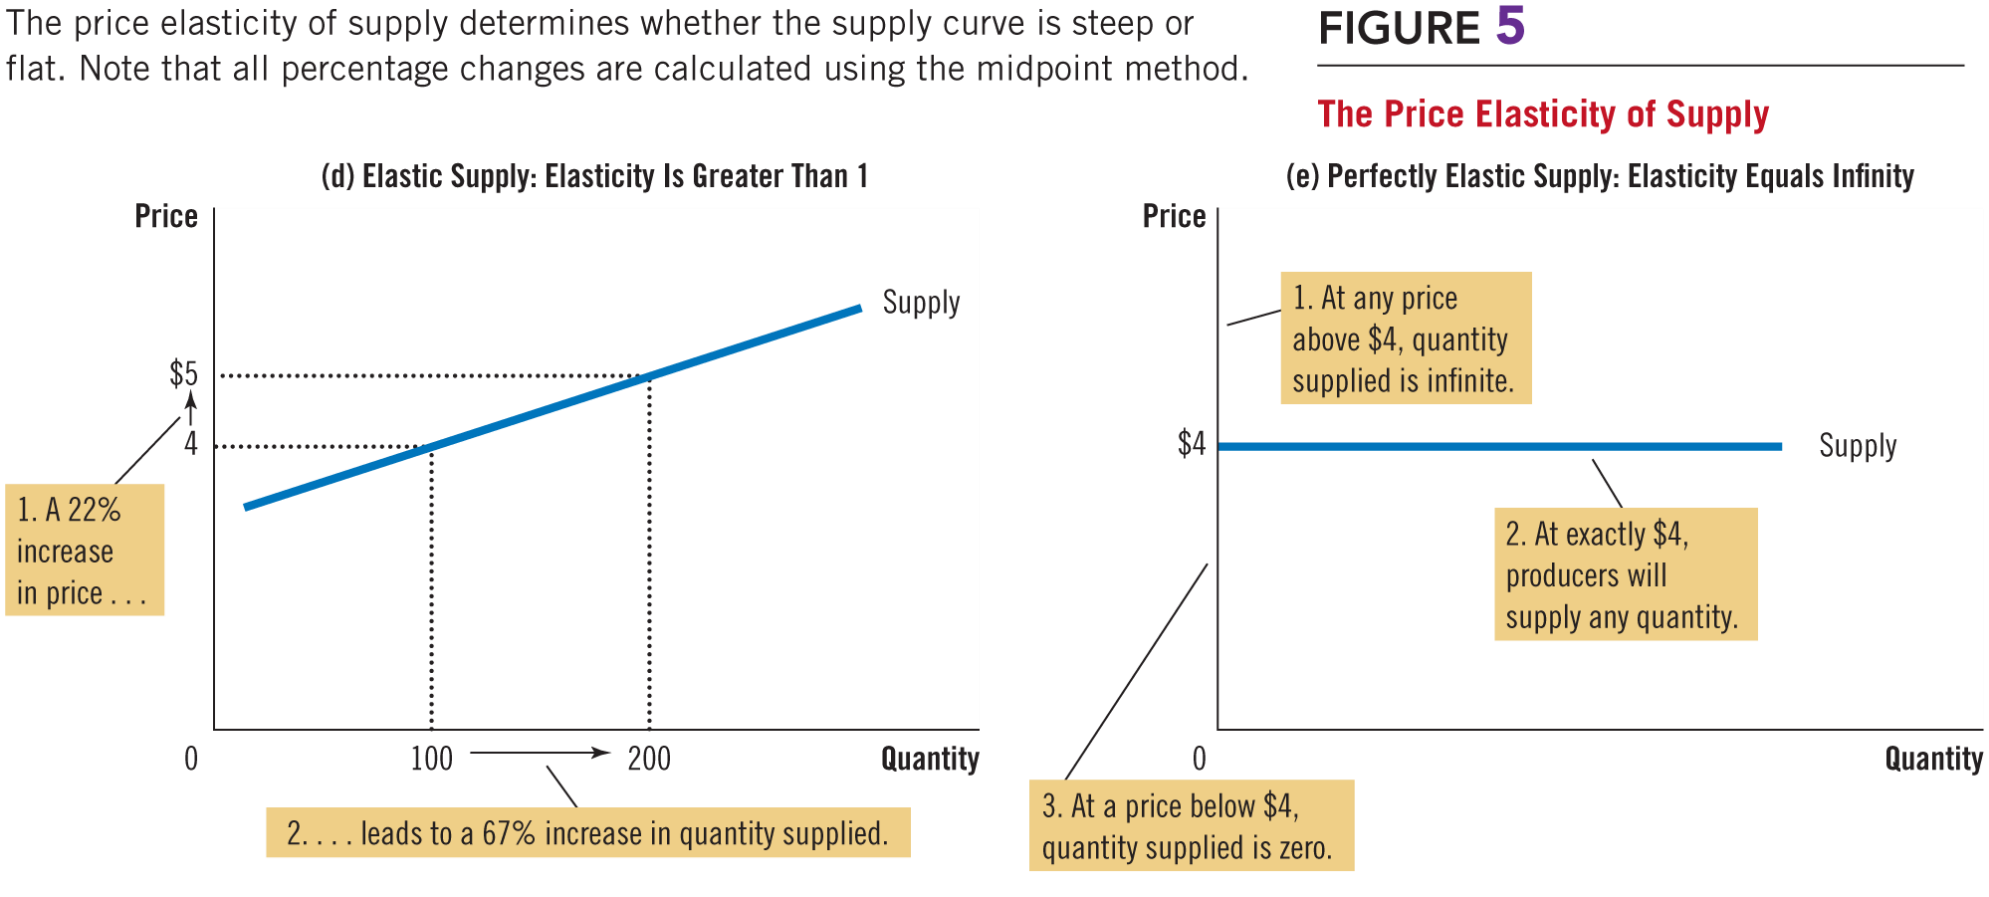 The price elasticity of supply determines whether the supply curve is steep or
flat. Note that all percentage changes are calculated using the midpoint method.
FIGURE 5
The Price Elasticity of Supply
(d) Elastic Supply: Elasticity Is Greater Than 1
Price
Supply
$5
4
1. A 22%
increase
in price . . .
0
100
200
Quantity
2. . . . leads to a 67% increase in quantity supplied.
(e) Perfectly Elastic Supply: Elasticity Equals Infinity
Price
1. At any price
above $4, quantity
supplied is infinite.
$4
Supply
2. At exactly $4,
producers will
supply any quantity.
0
Quantity
3. At a price below $4,
quantity supplied is zero.